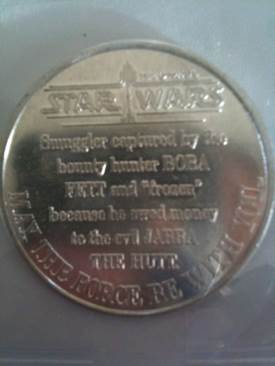 STAR WARS
Smuggler captured by the
bounty hunter BOBA
FETT and "frozen"
because he owed money
to the evil JABBA
THE HUTT
MAY THE FORCE BE WITH YOU.